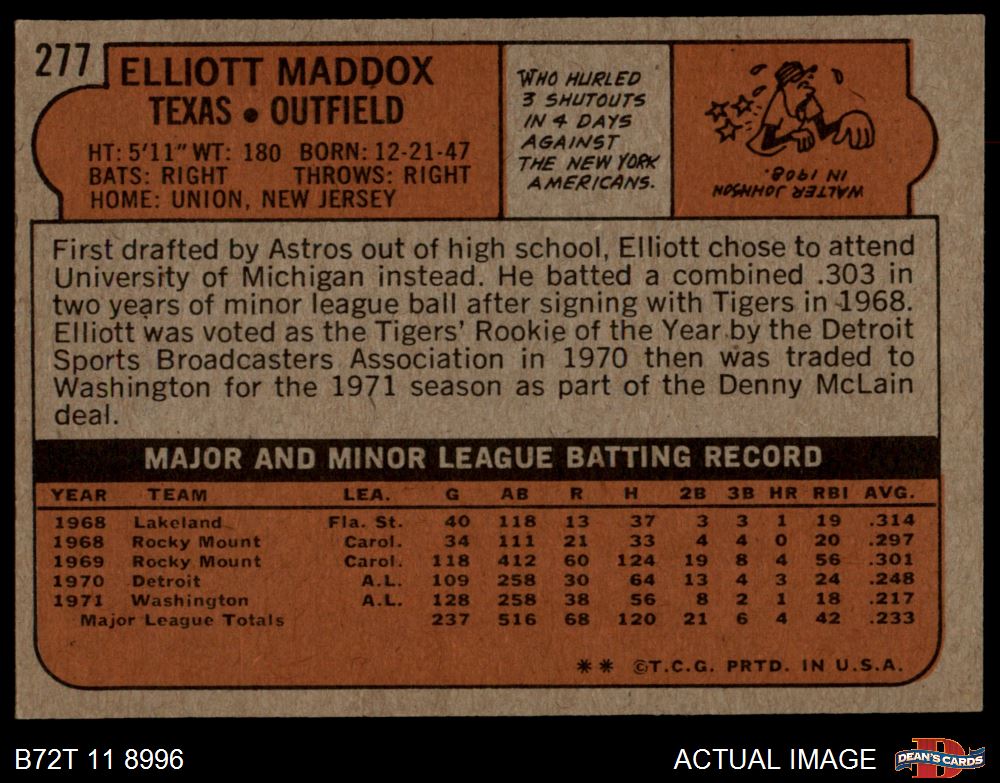 277
ELLIOTT MADDOX
TEXAS • OUTFIELD
HT: 5'11" WT: 180 BORN: 12-21-47
BATS: RIGHT THROWS: RIGHT
HOME: UNION, NEW JERSEY
WHO HURLED
3 SHUTOUTS
IN 4 DAYS
AGAINST
THE NEW YORK
AMERICANS.
WALTER JOHNSON
IN 1908.
First drafted by Astros out of high school, Elliott chose to attend
University of Michigan instead. He batted a combined .303 in
two years of minor league ball after signing with Tigers in 1968.
Elliott was voted as the Tigers' Rookie of the Year by the Detroit
Sports Broadcasters Association in 1970 then was traded to
Washington for the 1971 season as part of the Denny McLain
deal.
MAJOR AND MINOR LEAGUE BATTING RECORD
YEAR TEAM LEA. G AB R H 2B 3B HR RBI AVG.
1968 Lakeland Fla. St. 40 118 13 37 3 3 1 19 .314
1968 Rocky Mount Carol. 34 111 21 33 4 4 0 20 .297
1969 Rocky Mount Carol. 118 412 60 124 19 8 4 56 .301
1970 Detroit A.L. 109 258 30 64 13 4 3 24 .248
1971 Washington A.L. 128 258 38 56 8 2 1 18 .217
Major League Totals 237 516 68 120 21 6 4 42 .233
** ©T.C.G. PRTD. IN U.S.A.
B72T 11 8996
ACTUAL IMAGE
D
DEAN'S CARDS